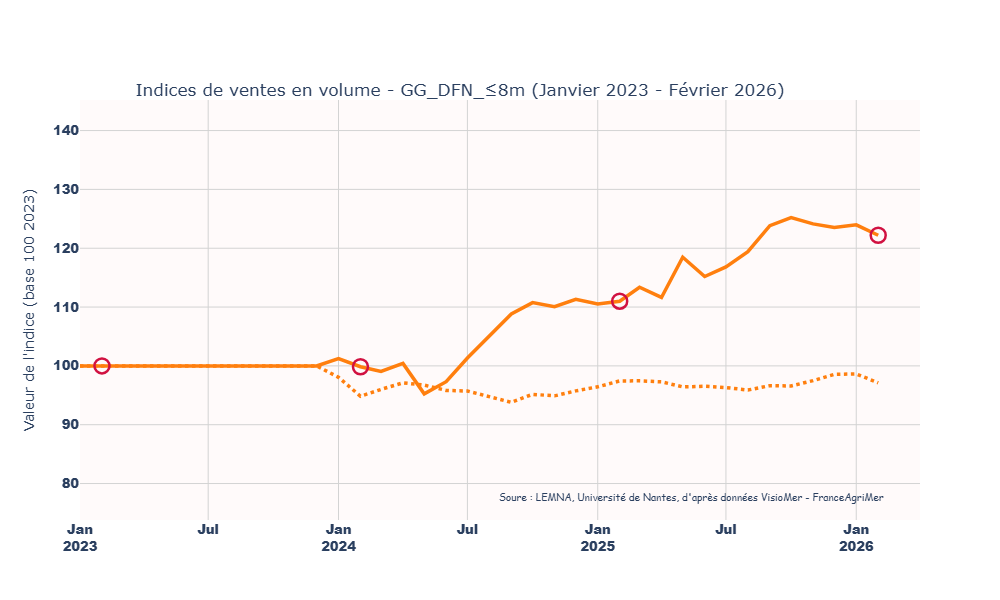 Indices de ventes en volume - GG_DFN_≤8m (Janvier 2023 - Février 2026)
Valeur de l'indice (base 100 2023)
140
130
120
110
100
90
80
Soure : LEMNA, Université de Nantes, d'après données VisioMer - FranceAgriMer
Jan Jul Jan Jul Jan Jul Jan
2023 2024 2025 2026